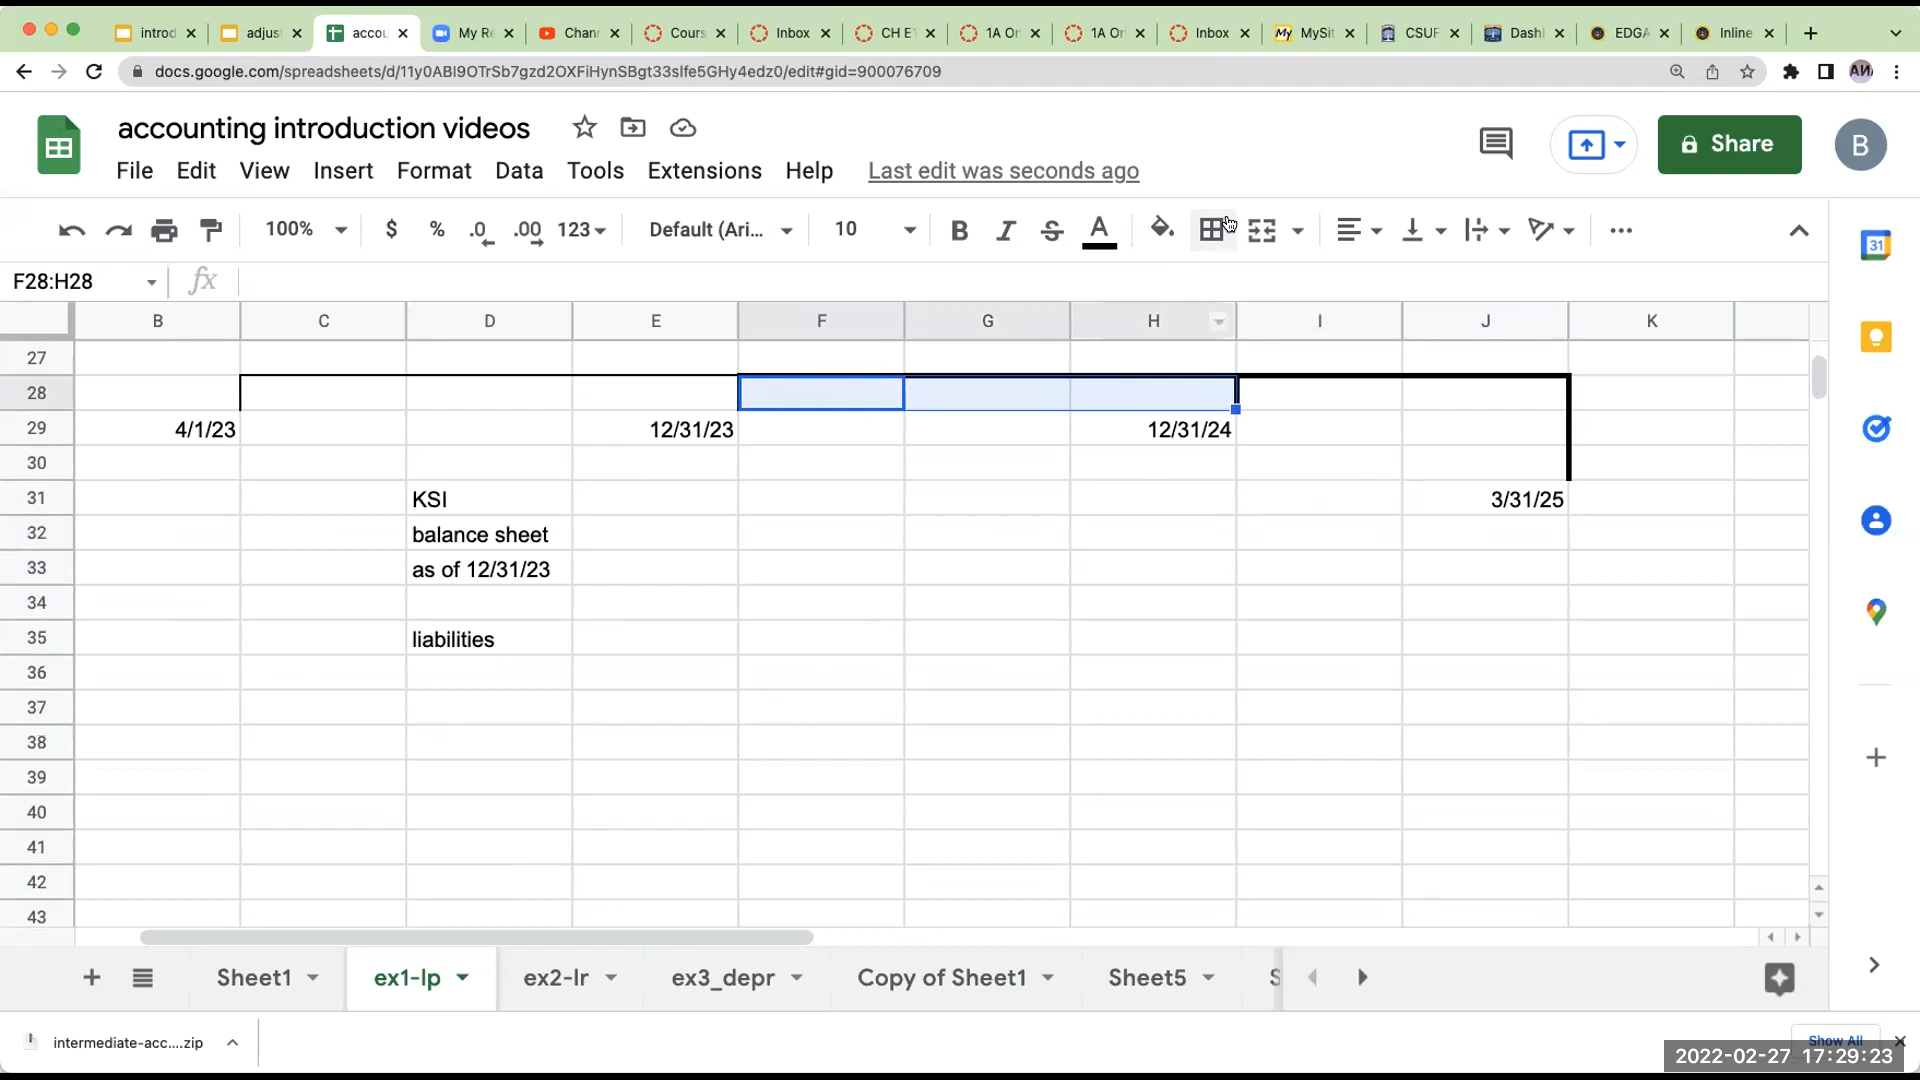 introd
adjus
accou
My Re
Chan
Cours
Inbox
CH E
1A Or
1A Or
Inbox
MySit
CSUF
Dash
EDGA
Inline
docs.google.com/spreadsheets/d/11y0ABl9OTrSb7gzd2OXFiHynSBgt33slfe5GHy4edz0/edit#gid=900076709
accounting introduction videos
Share
B
File Edit View Insert Format Data Tools Extensions Help Last edit was seconds ago
100% $ % .0 .00 123 Default (Ari... 10 B I S A
31
F28:H28 fx
B C D E F G H I J K
27
28
29 4/1/23 12/31/23 12/31/24
30
31 KSI 3/31/25
32 balance sheet
33 as of 12/31/23
34
35 liabilities
36
37
38
39
40
41
42
43
Sheet1 ex1-lp ex2-lr ex3_depr Copy of Sheet1 Sheet5
intermediate-acc....zip
Show All
2022-02-27 17:29:23